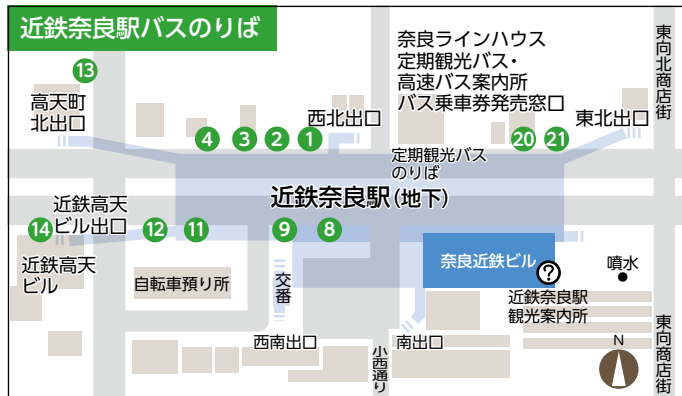 近鉄奈良駅バスのりば
13
高天町
北出口
4
3
2
1
西北出口
奈良ラインハウス
定期観光バス・
高速バス案内所
バス乗車券発売窓口
20
21
東北出口
東向北商店街
定期観光バス
のりば
近鉄奈良駅(地下)
近鉄高天
ビル出口
14
12
11
9
8
近鉄高天
ビル
自転車預り所
交番
奈良近鉄ビル
?
噴水
近鉄奈良駅
観光案内所
西南出口
小西通り
南出口
N
東向商店街